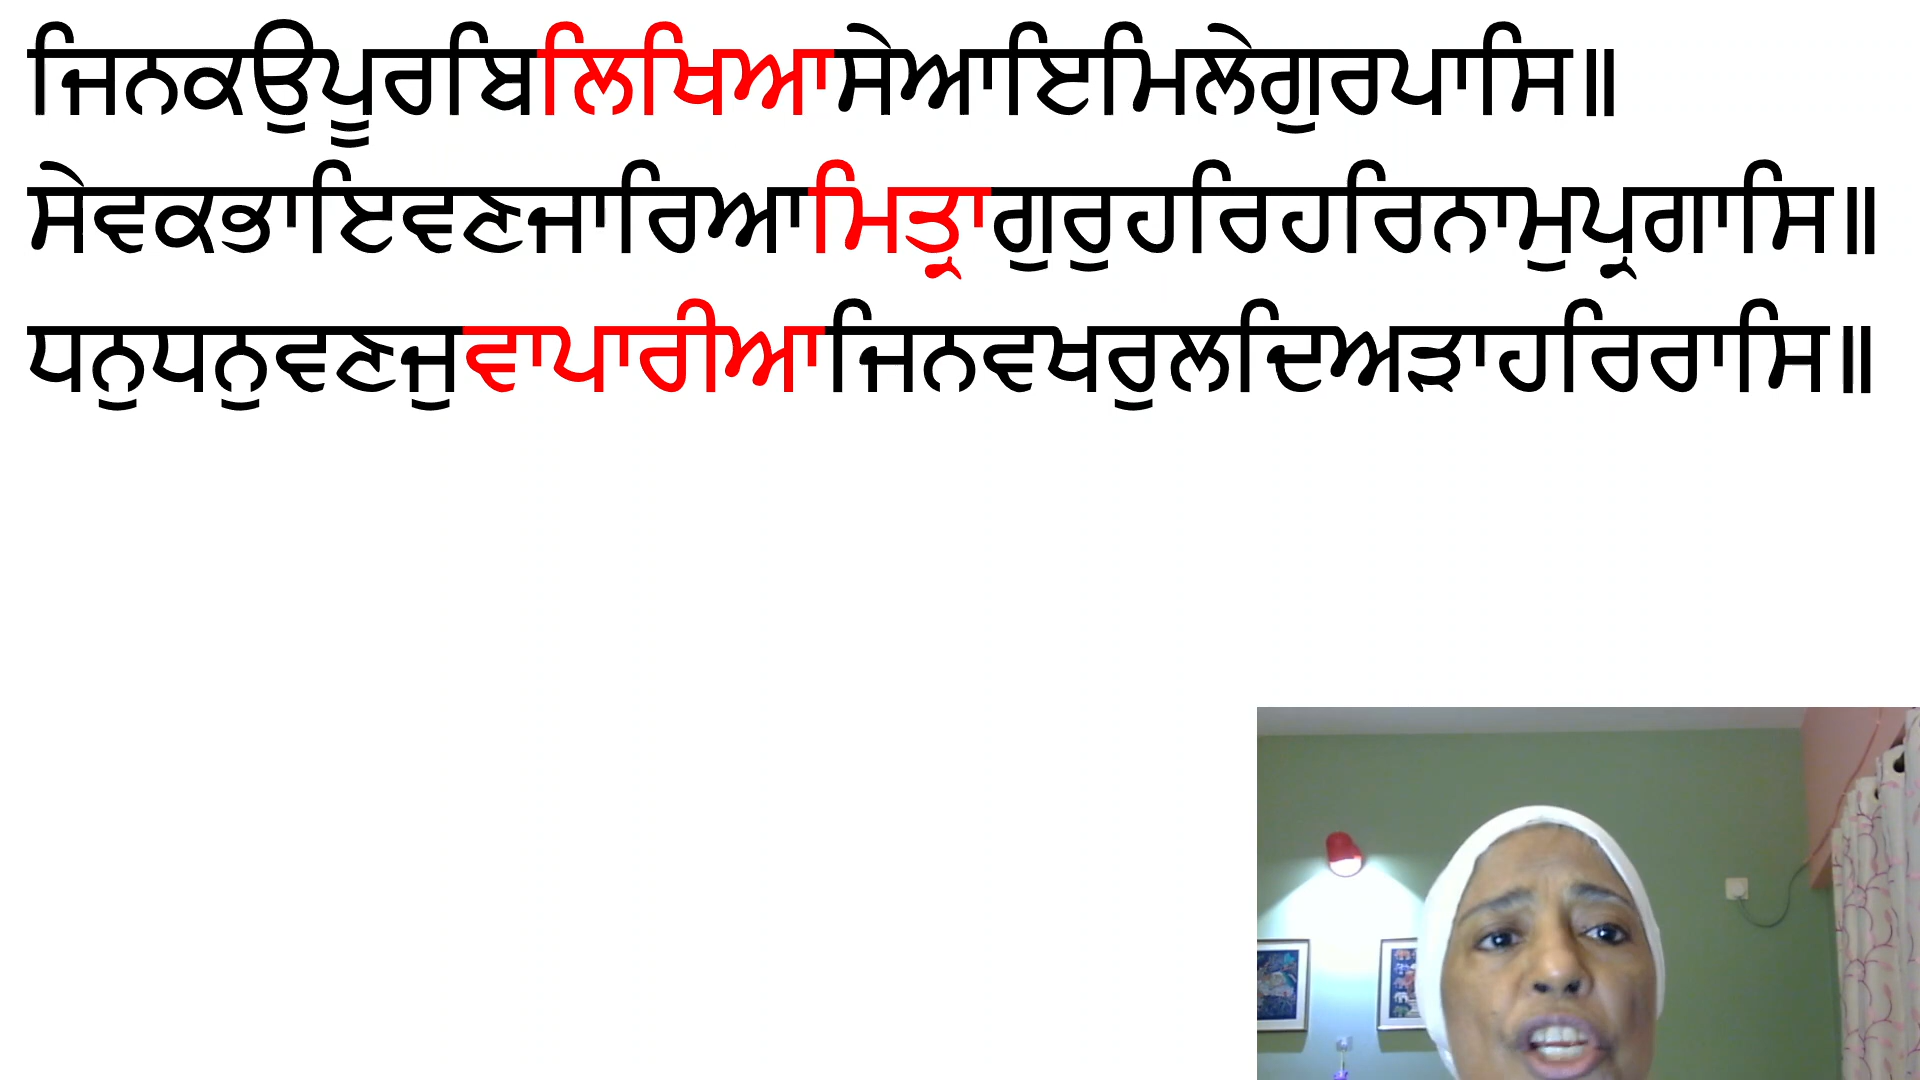 ਜਿਨਕਉਪੂਰਬਿਲਿਖਿਆਸੇਆਇਮਿਲੇਗੁਰਪਾਸਿ॥
ਸੇਵਕਭਾਇਵਣਜਾਰਿਆਮਿਤ੍ਰਾਗੁਰੁਹਰਿਹਰਿਨਾਮੁਪ੍ਰਗਾਸਿ॥
ਧਨੁਧਨੁਵਣਜੁਵਾਪਾਰੀਆਜਿਨਵਖਰੁਲਦਿਅੜਾਹਰਿਰਾਸਿ॥